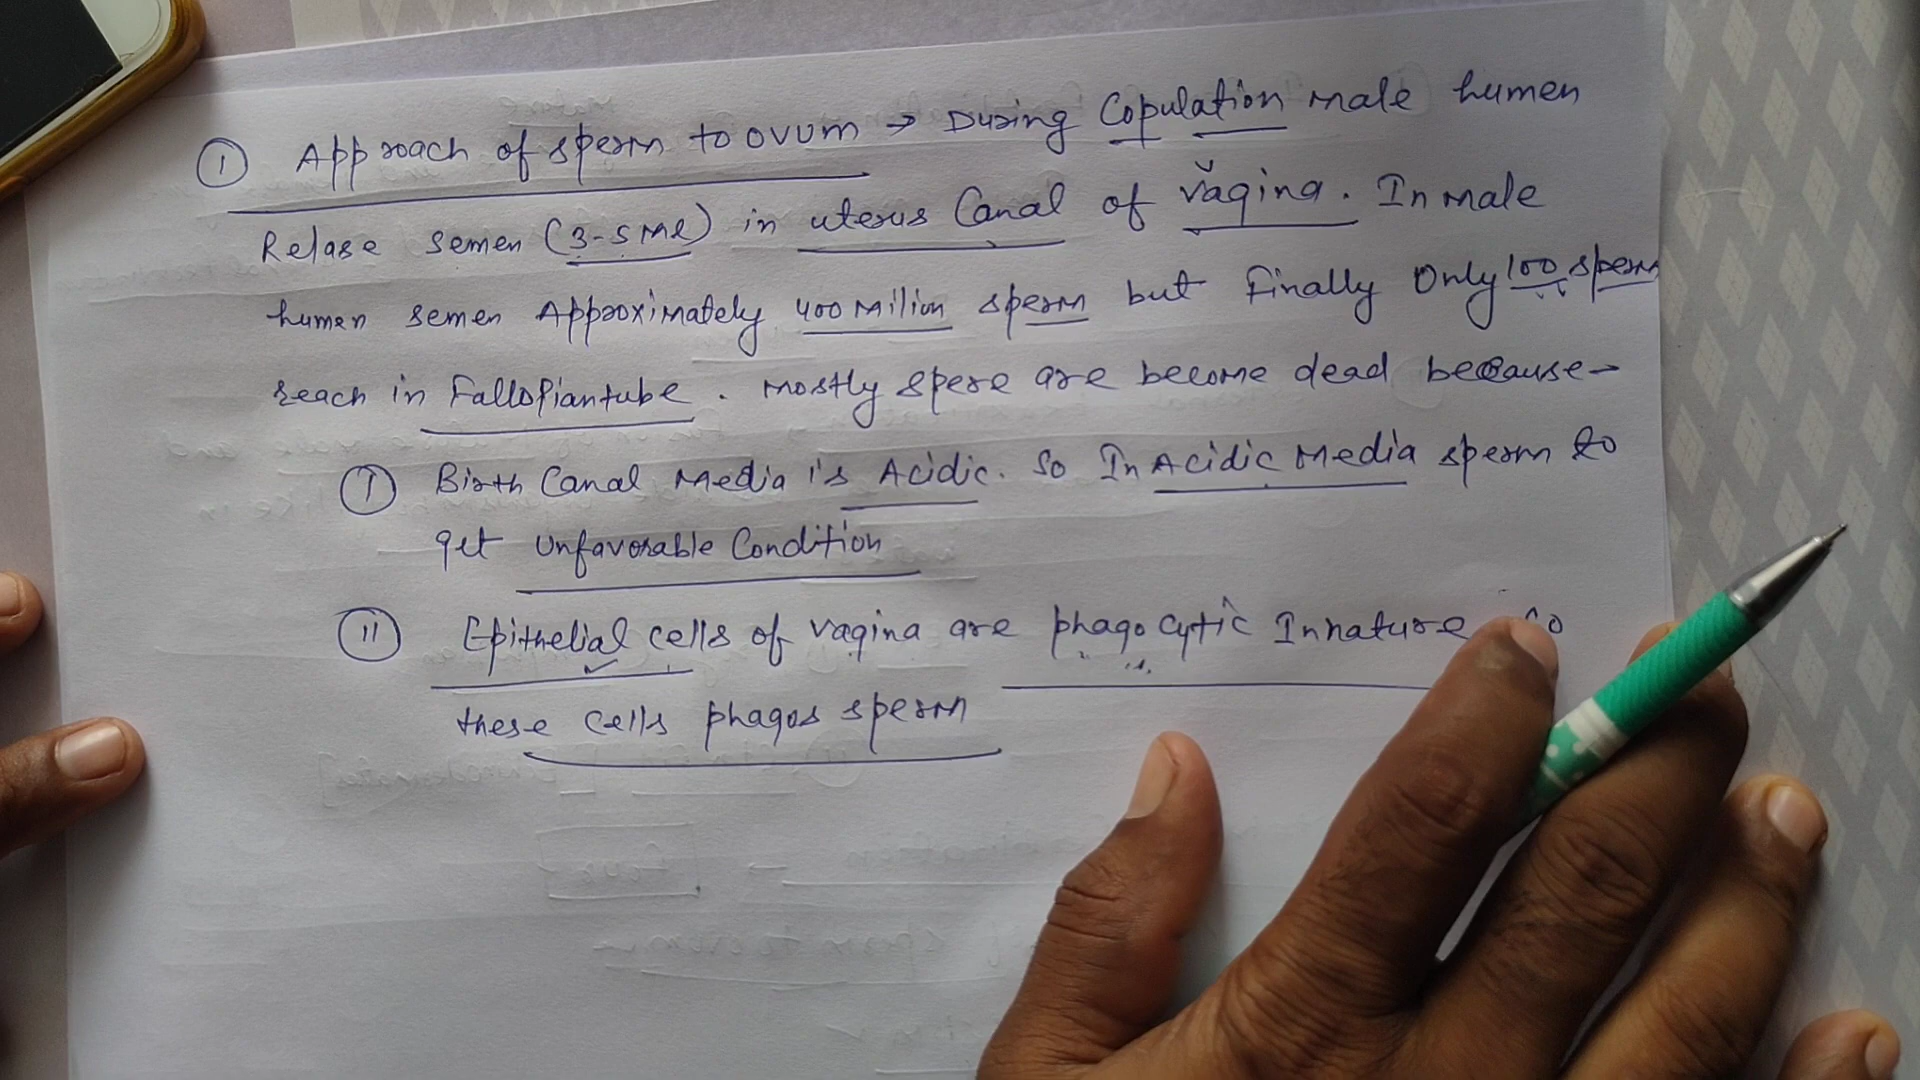 ① Approach of sperm to ovum → During Copulation male humen
Relase semen (3-5 ml) in uterus Canal of vagina. In male
humen semen Approximately 400 Milion sperm but finally Only 100 sperm
reach in Fallopiantube. Mostly spere are become dead because-
Ⓘ Birth Canal Media is Acidic. So In Acidic Media sperm to
get Unfavorable Condition
ⓘⓘ Epithelial cells of vagina are phagocytic In nature So
these cells phagos sperm